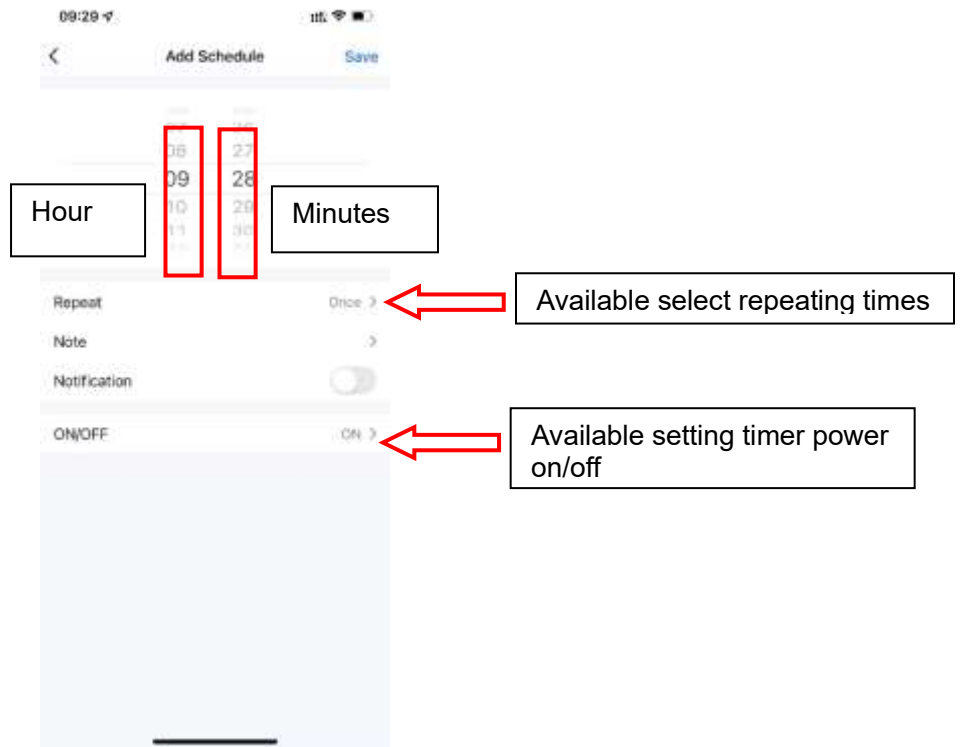 09:29
Add Schedule Save
08 27
09 28
10 29
11 30
Hour
Minutes
Repeat Once
Available select repeating times
Note
Notification
ON/OFF ON
Available setting timer power
on/off